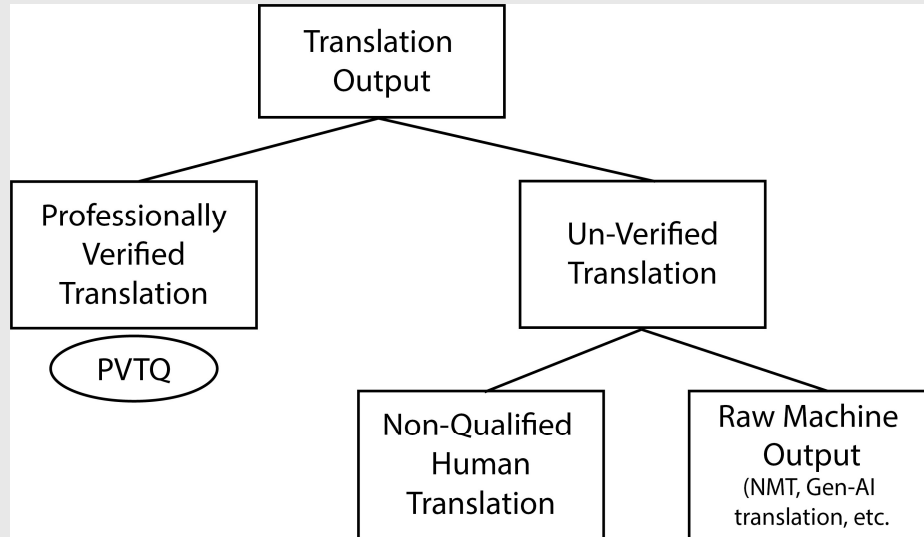 Translation
Output
Professionally
Verified
Translation
Un-Verified
Translation
PVTQ
Non-Qualified
Human
Translation
Raw Machine
Output
(NMT, Gen-AI
translation, etc.